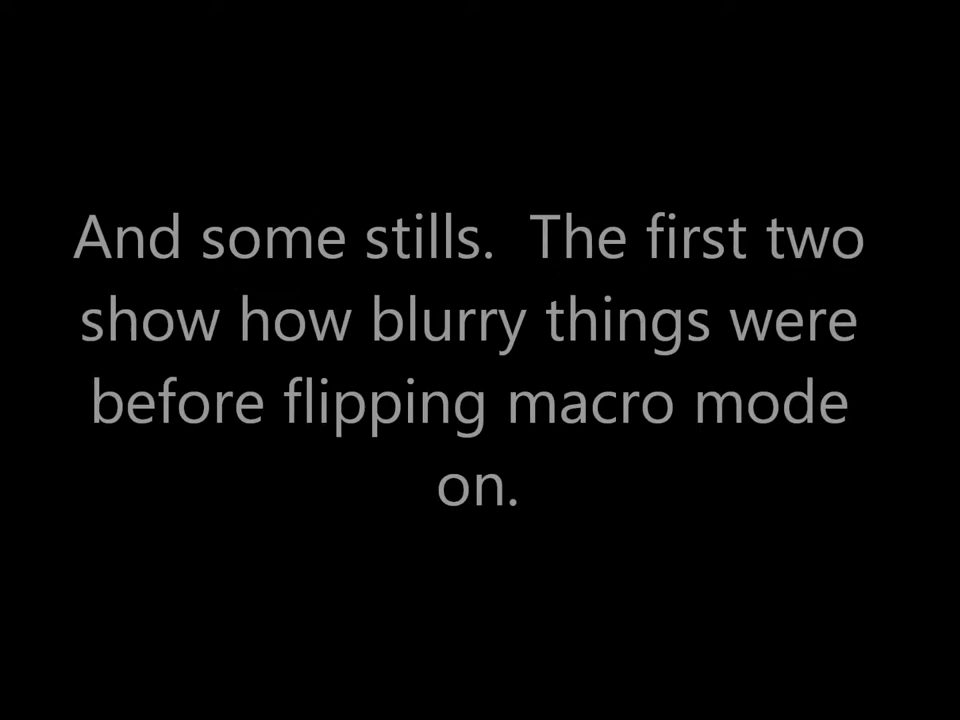 And some stills.  The first two
show how blurry things were
before flipping macro mode
on.